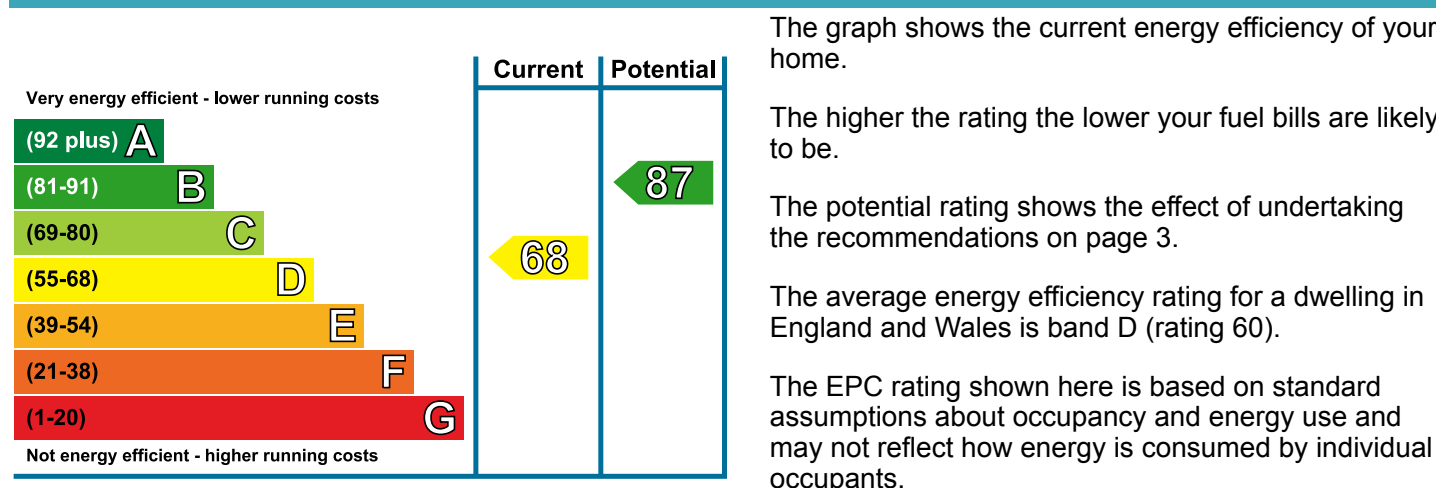 Current Potential
Very energy efficient - lower running costs
(92 plus) A
(81-91) B
87
(69-80) C
68
(55-68) D
(39-54) E
(21-38) F
(1-20) G
Not energy efficient - higher running costs
The graph shows the current energy efficiency of your
home.
The higher the rating the lower your fuel bills are likely
to be.
The potential rating shows the effect of undertaking
the recommendations on page 3.
The average energy efficiency rating for a dwelling in
England and Wales is band D (rating 60).
The EPC rating shown here is based on standard
assumptions about occupancy and energy use and
may not reflect how energy is consumed by individual
occupants.